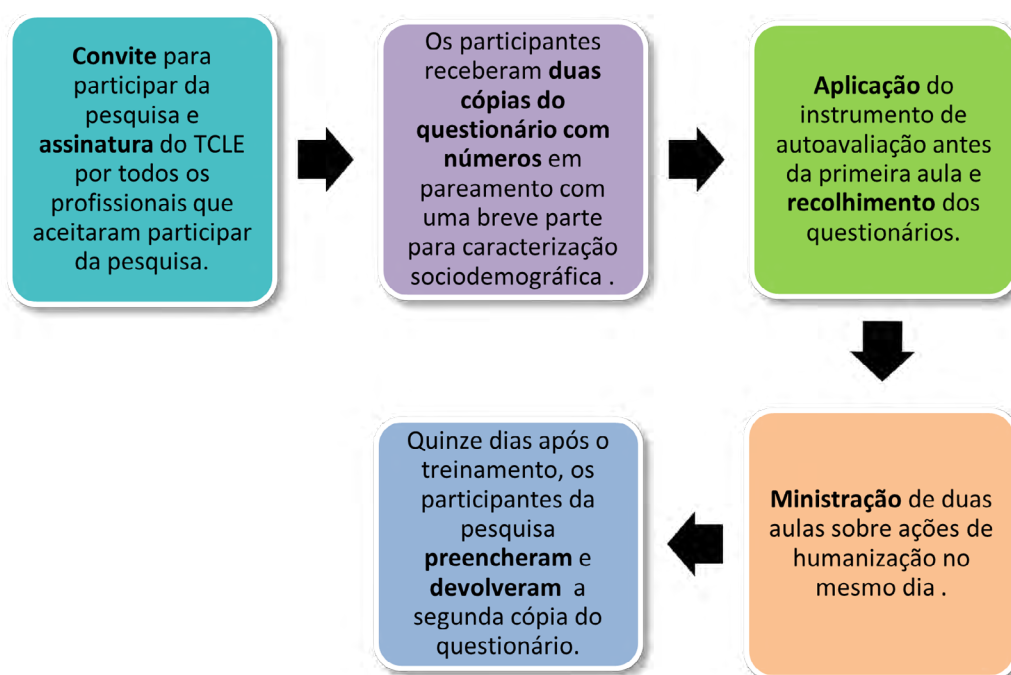 Convite para
participar da
pesquisa e
assinatura do TCLE
por todos os
profissionais que
aceitaram participar
da pesquisa.
Os participantes
receberam duas
cópias do
questionário com
números em
pareamento com
uma breve parte
para caracterização
sociodemográfica .
Aplicação do
instrumento de
autoavaliação antes
da primeira aula e
recolhimento dos
questionários.
Ministração de duas
aulas sobre ações de
humanização no
mesmo dia .
Quinze dias após o
treinamento, os
participantes da
pesquisa
preencheram e
devolveram a
segunda cópia do
questionário.